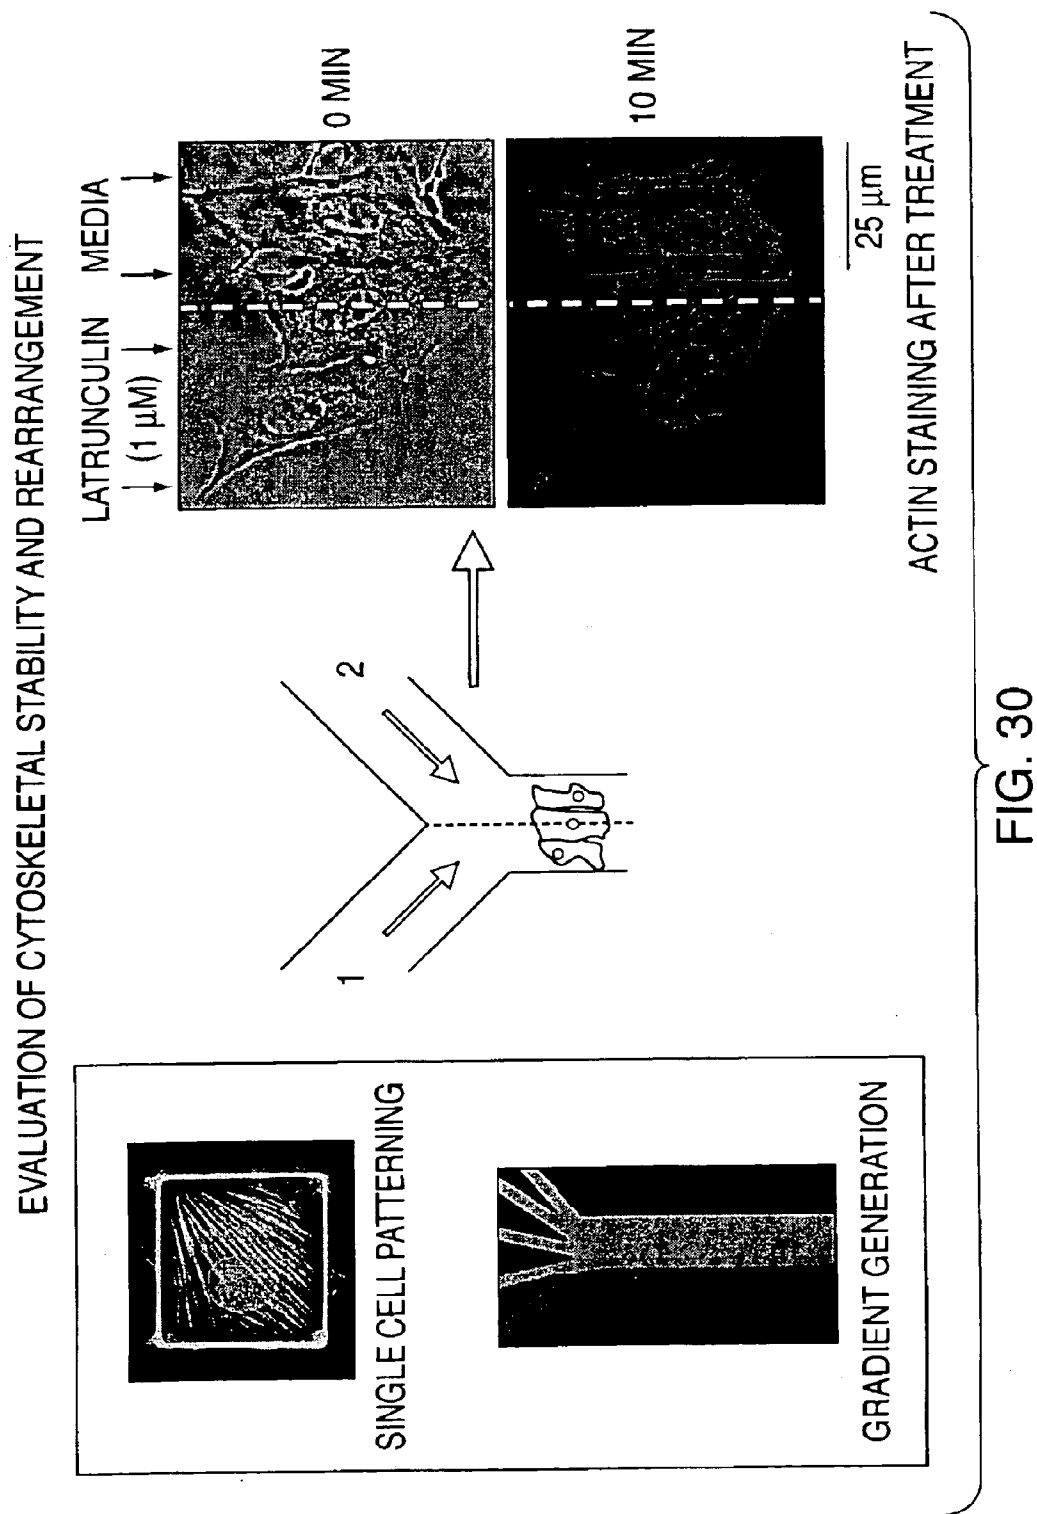 EVALUATION OF CYTOSKELETAL STABILITY AND REARRANGEMENT
SINGLE CELL PATTERNING
GRADIENT GENERATION
1
2
LATRUNCULIN
(1 µM)
MEDIA
0 MIN
10 MIN
25 µm
ACTIN STAINING AFTER TREATMENT
FIG. 30